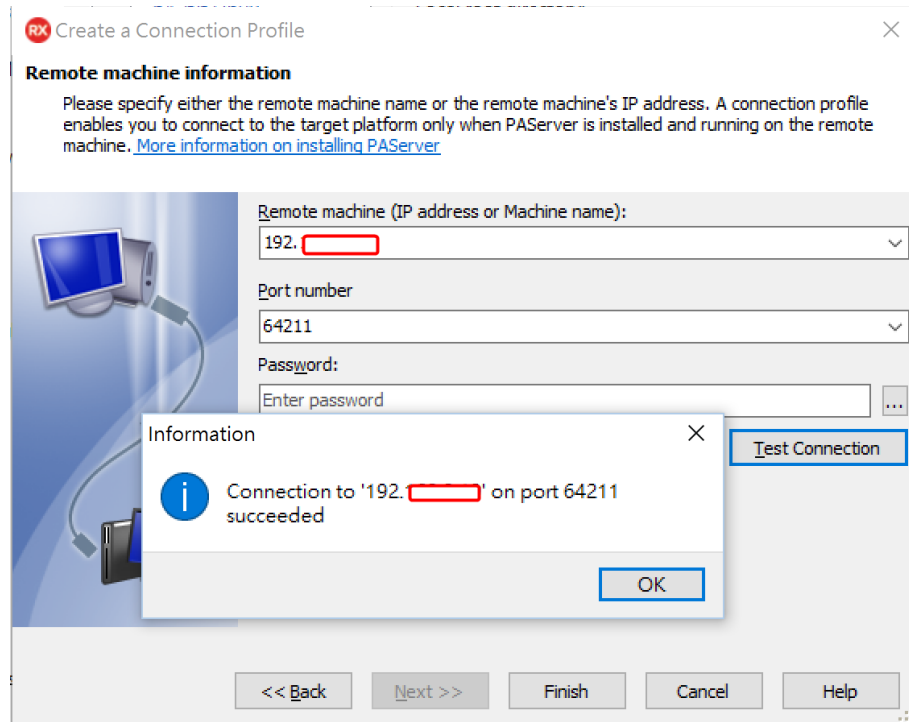 RX Create a Connection Profile
Remote machine information
Please specify either the remote machine name or the remote machine's IP address. A connection profile
enables you to connect to the target platform only when PAServer is installed and running on the remote
machine. More information on installing PAServer
Remote machine (IP address or Machine name):
192.
Port number
64211
Password:
Enter password
...
Information
Test Connection
Connection to '192.' on port 64211
succeeded
OK
<< Back
Next >>
Finish
Cancel
Help